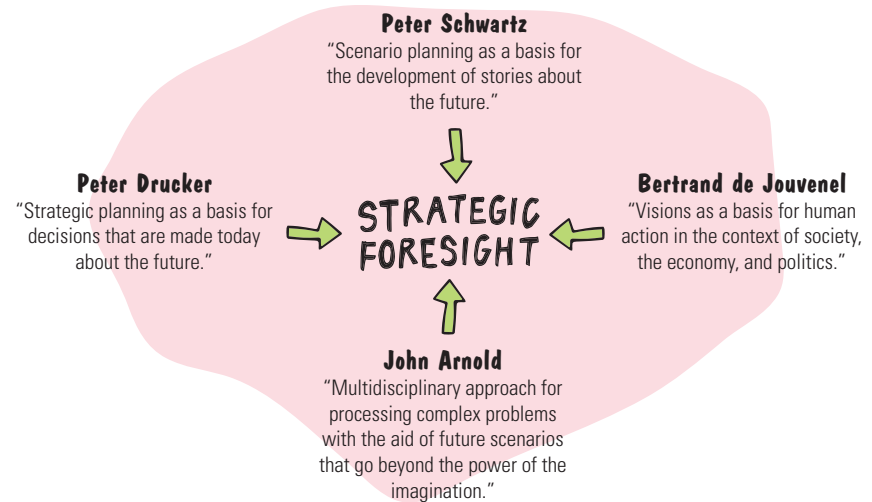 Peter Schwartz
“Scenario planning as a basis for
the development of stories about
the future.”
Peter Drucker
“Strategic planning as a basis for
decisions that are made today
about the future.”
STRATEGIC
FORESIGHT
Bertrand de Jouvenel
“Visions as a basis for human
action in the context of society,
the economy, and politics.”
John Arnold
“Multidisciplinary approach for
processing complex problems
with the aid of future scenarios
that go beyond the power of the
imagination.”